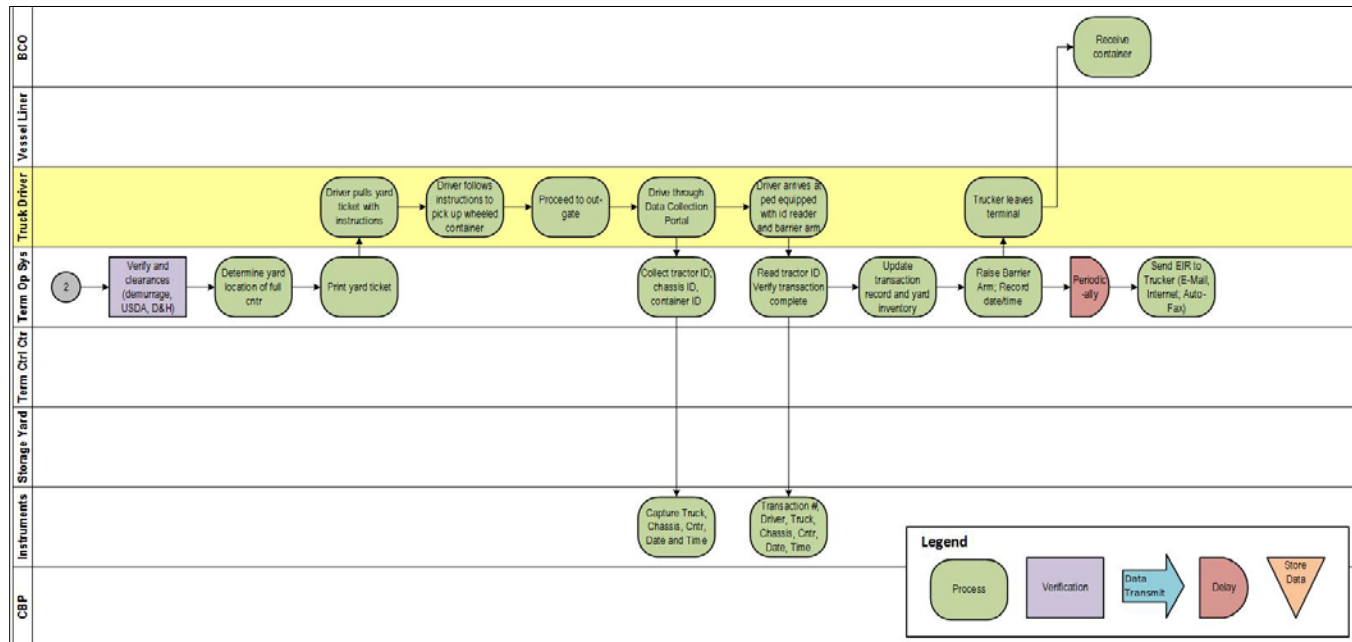 BCO
Receive
container
Vessel Liner
Truck Driver
Driver pulls yard
ticket with
instructions
Driver follows
instructions to
pick up wheeled
container
Proceed to out-
gate
Drive through
Data Collection
Portal
Driver arrives at
ped equipped
with id reader
and barrier arm
Trucker leaves
terminal
Term Op Sys
2
Verify and
clearances
(demurrage,
USDA, D&H)
Determine yard
location of full
cntr
Print yard ticket
Collect tractor ID;
chassis ID,
container ID
Read tractor ID
Verify transaction
complete
Update
transaction
record and yard
inventory
Raise Barrier
Arm; Record
date/time
Periodic
-ally
Send EIR to
Trucker (E-Mail,
Internet, Auto-
Fax)
Term Ctrl Ctr
Storage Yard
Instruments
Capture Truck,
Chassis, Cntr,
Date and Time
Transaction #,
Driver, Truck,
Chassis, Cntr,
Date, Time
CBP
Legend
Process
Verification
Data
Transmit
Delay
Store
Data